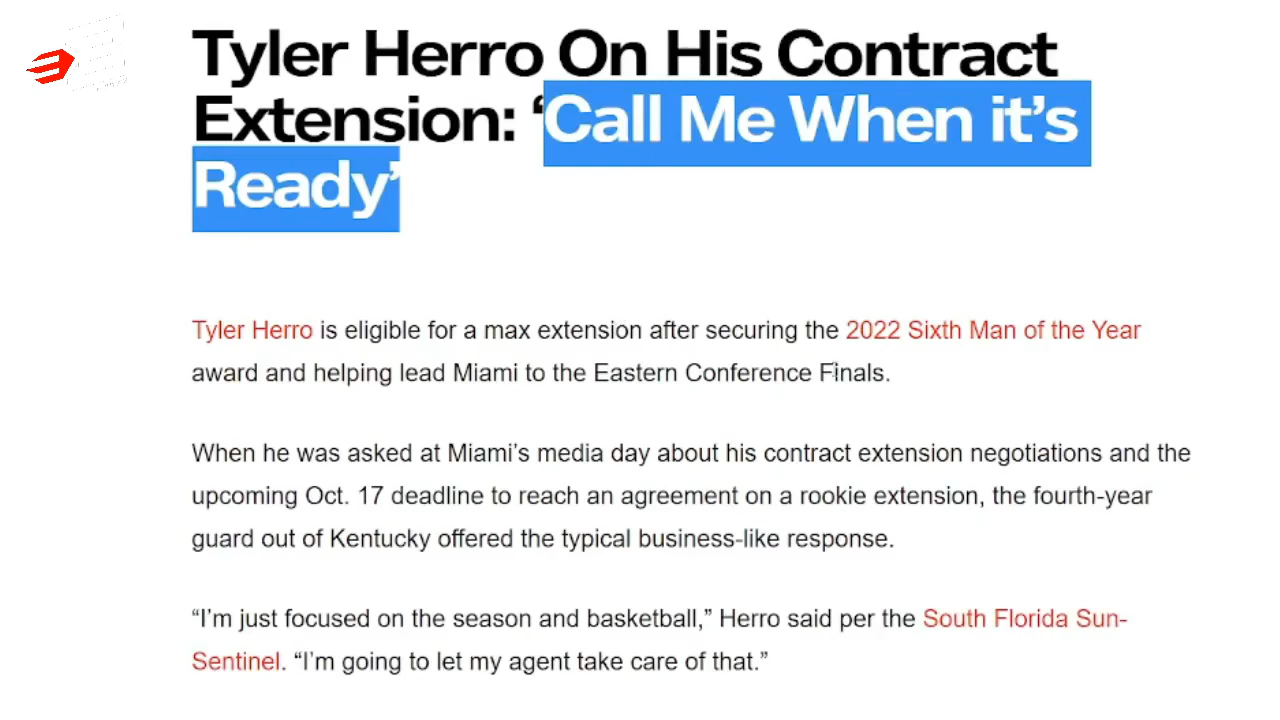 Tyler Herro On His Contract
Extension: ‘Call Me When it’s
Ready’
Tyler Herro is eligible for a max extension after securing the 2022 Sixth Man of the Year
award and helping lead Miami to the Eastern Conference Finals.
When he was asked at Miami’s media day about his contract extension negotiations and the
upcoming Oct. 17 deadline to reach an agreement on a rookie extension, the fourth-year
guard out of Kentucky offered the typical business-like response.
“I’m just focused on the season and basketball,” Herro said per the South Florida Sun-
Sentinel. “I’m going to let my agent take care of that.”